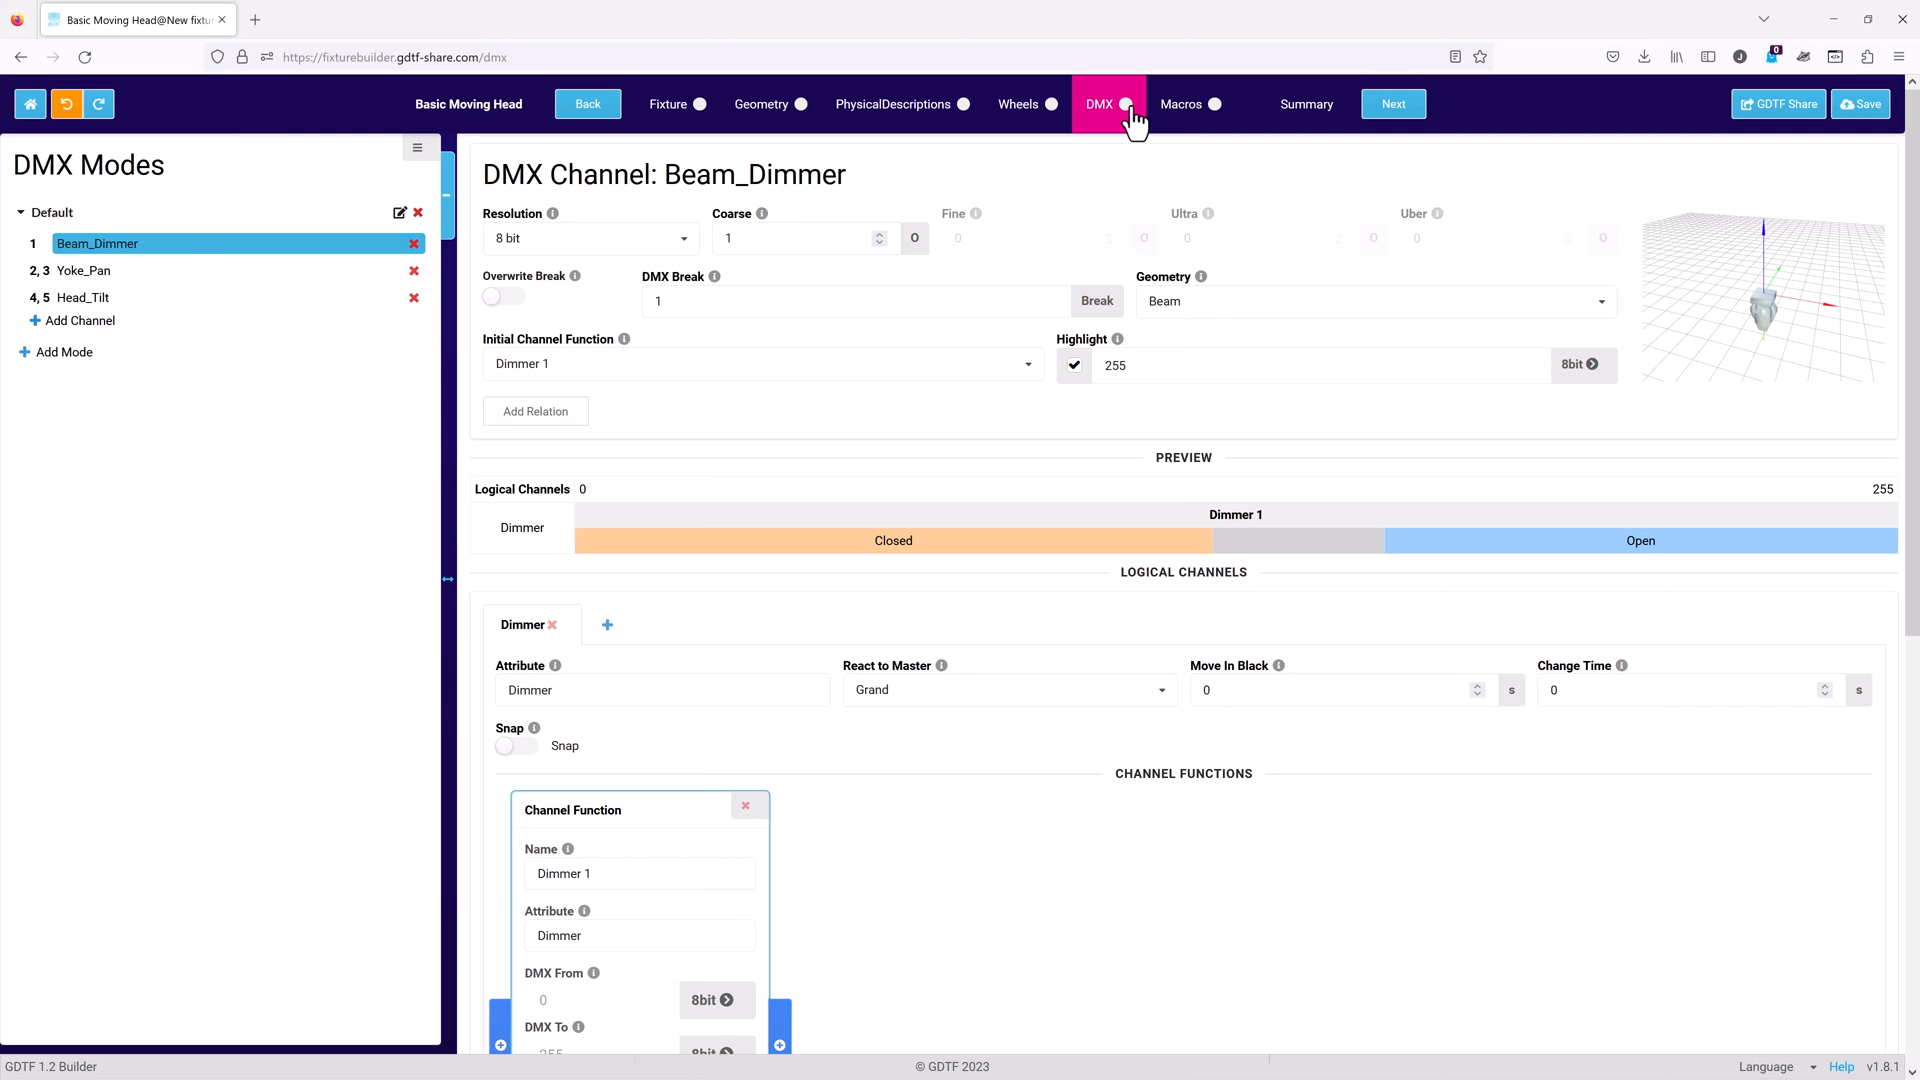 Basic Moving Head@New fixtur
https://fixturebuilder.gdtf-share.com/dmx
0
Basic Moving Head
Back
Fixture
Geometry
PhysicalDescriptions
Wheels
DMX
Macros
Summary
Next
GDTF Share
Save
DMX Modes
Default
1 Beam_Dimmer
2, 3 Yoke_Pan
4, 5 Head_Tilt
Add Channel
Add Mode
DMX Channel: Beam_Dimmer
Resolution Coarse Fine Ultra Uber
8 bit 1 O 0 O 0 O 0 O
Overwrite Break DMX Break Geometry
1 Break Beam
Initial Channel Function Highlight
Dimmer 1 255 8bit
Add Relation
PREVIEW
Logical Channels 0 255
Dimmer 1
Dimmer
Closed Open
LOGICAL CHANNELS
Dimmer
Attribute React to Master Move In Black Change Time
Dimmer Grand 0 s 0 s
Snap
Snap
CHANNEL FUNCTIONS
Channel Function
Name
Dimmer 1
Attribute
Dimmer
DMX From
0 8bit
DMX To
255 8bit
GDTF 1.2 Builder © GDTF 2023 Language Help v1.8.1